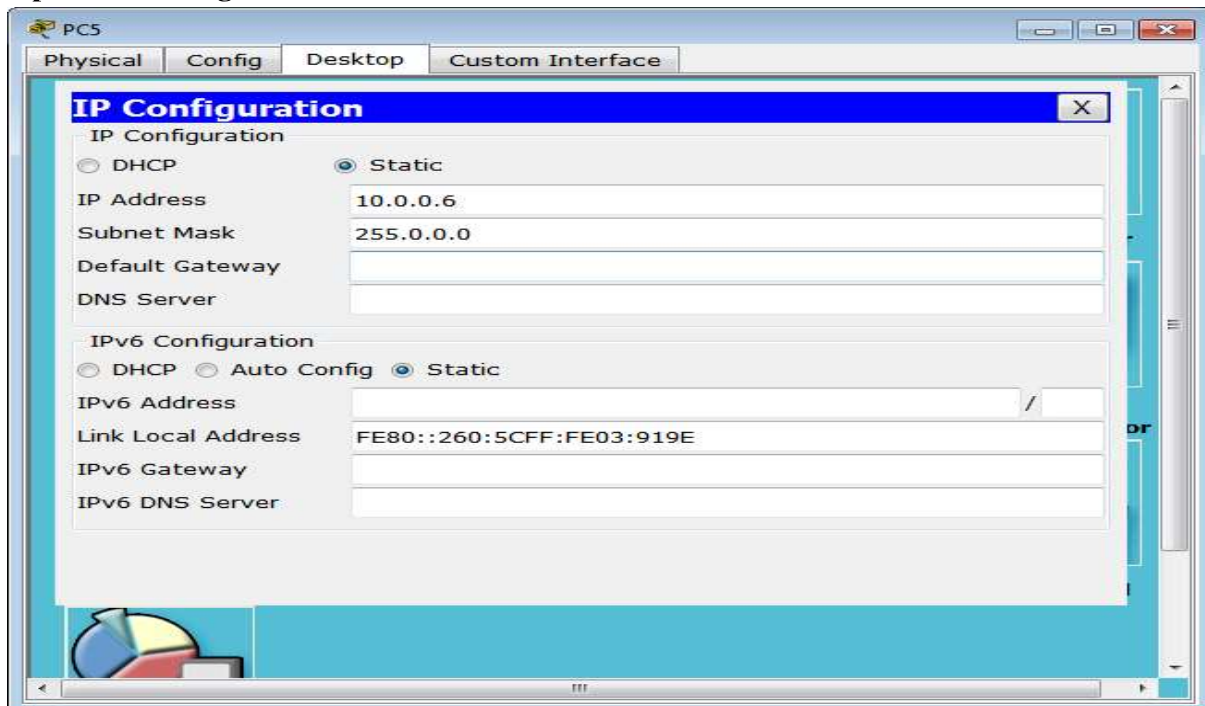 PC5
Physical Config Desktop Custom Interface
IP Configuration X
IP Configuration
DHCP Static
IP Address 10.0.0.6
Subnet Mask 255.0.0.0
Default Gateway
DNS Server
IPv6 Configuration
DHCP Auto Config Static
IPv6 Address /
Link Local Address FE80::260:5CFF:FE03:919E
or
IPv6 Gateway
IPv6 DNS Server